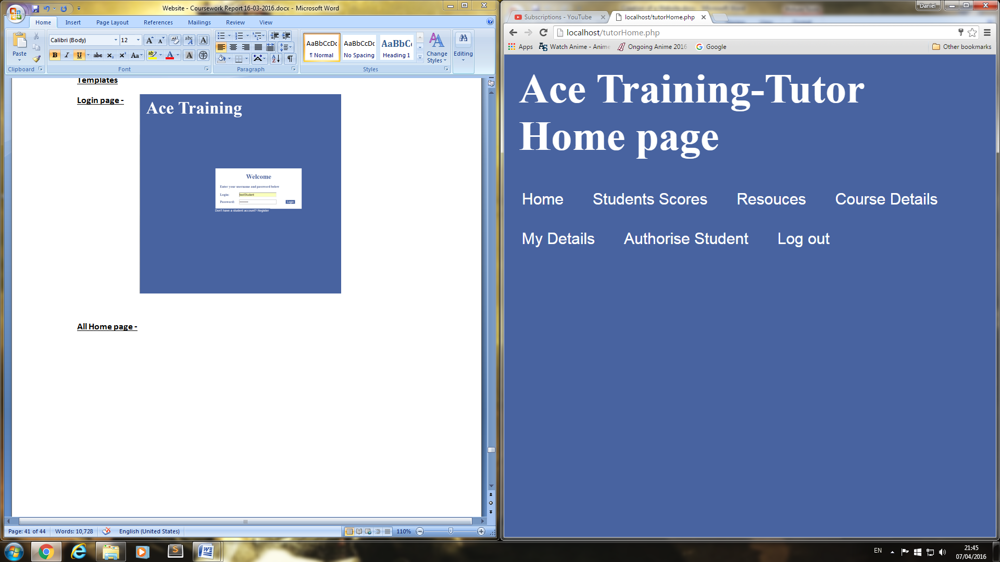 Website - Coursework Report 16-03-2016.docx - Microsoft Word
Home Insert Page Layout References Mailings Review View
Paste
Clipboard
Calibri (Body) 12
Font
Paragraph
AaBbCcDc AaBbCcDc AaBbCc
¶ Normal No Spacing Heading 1
Styles
Change Styles
Editing
Templates
Login page -
Ace Training
Welcome
Enter your username and password below
Login: testStudent
Password:
Login
Don't have a student account? Register
All Home page -
Page: 41 of 44 Words: 10,728 English (United States) 110%
Daniel
Subscriptions - YouTube localhost/tutorHome.php
localhost/tutorHome.php
Apps Watch Anime - Anime Ongoing Anime 2016 Google Other bookmarks
Ace Training-Tutor
Home page
Home Students Scores Resouces Course Details
My Details Authorise Student Log out
EN
21:45
07/04/2016